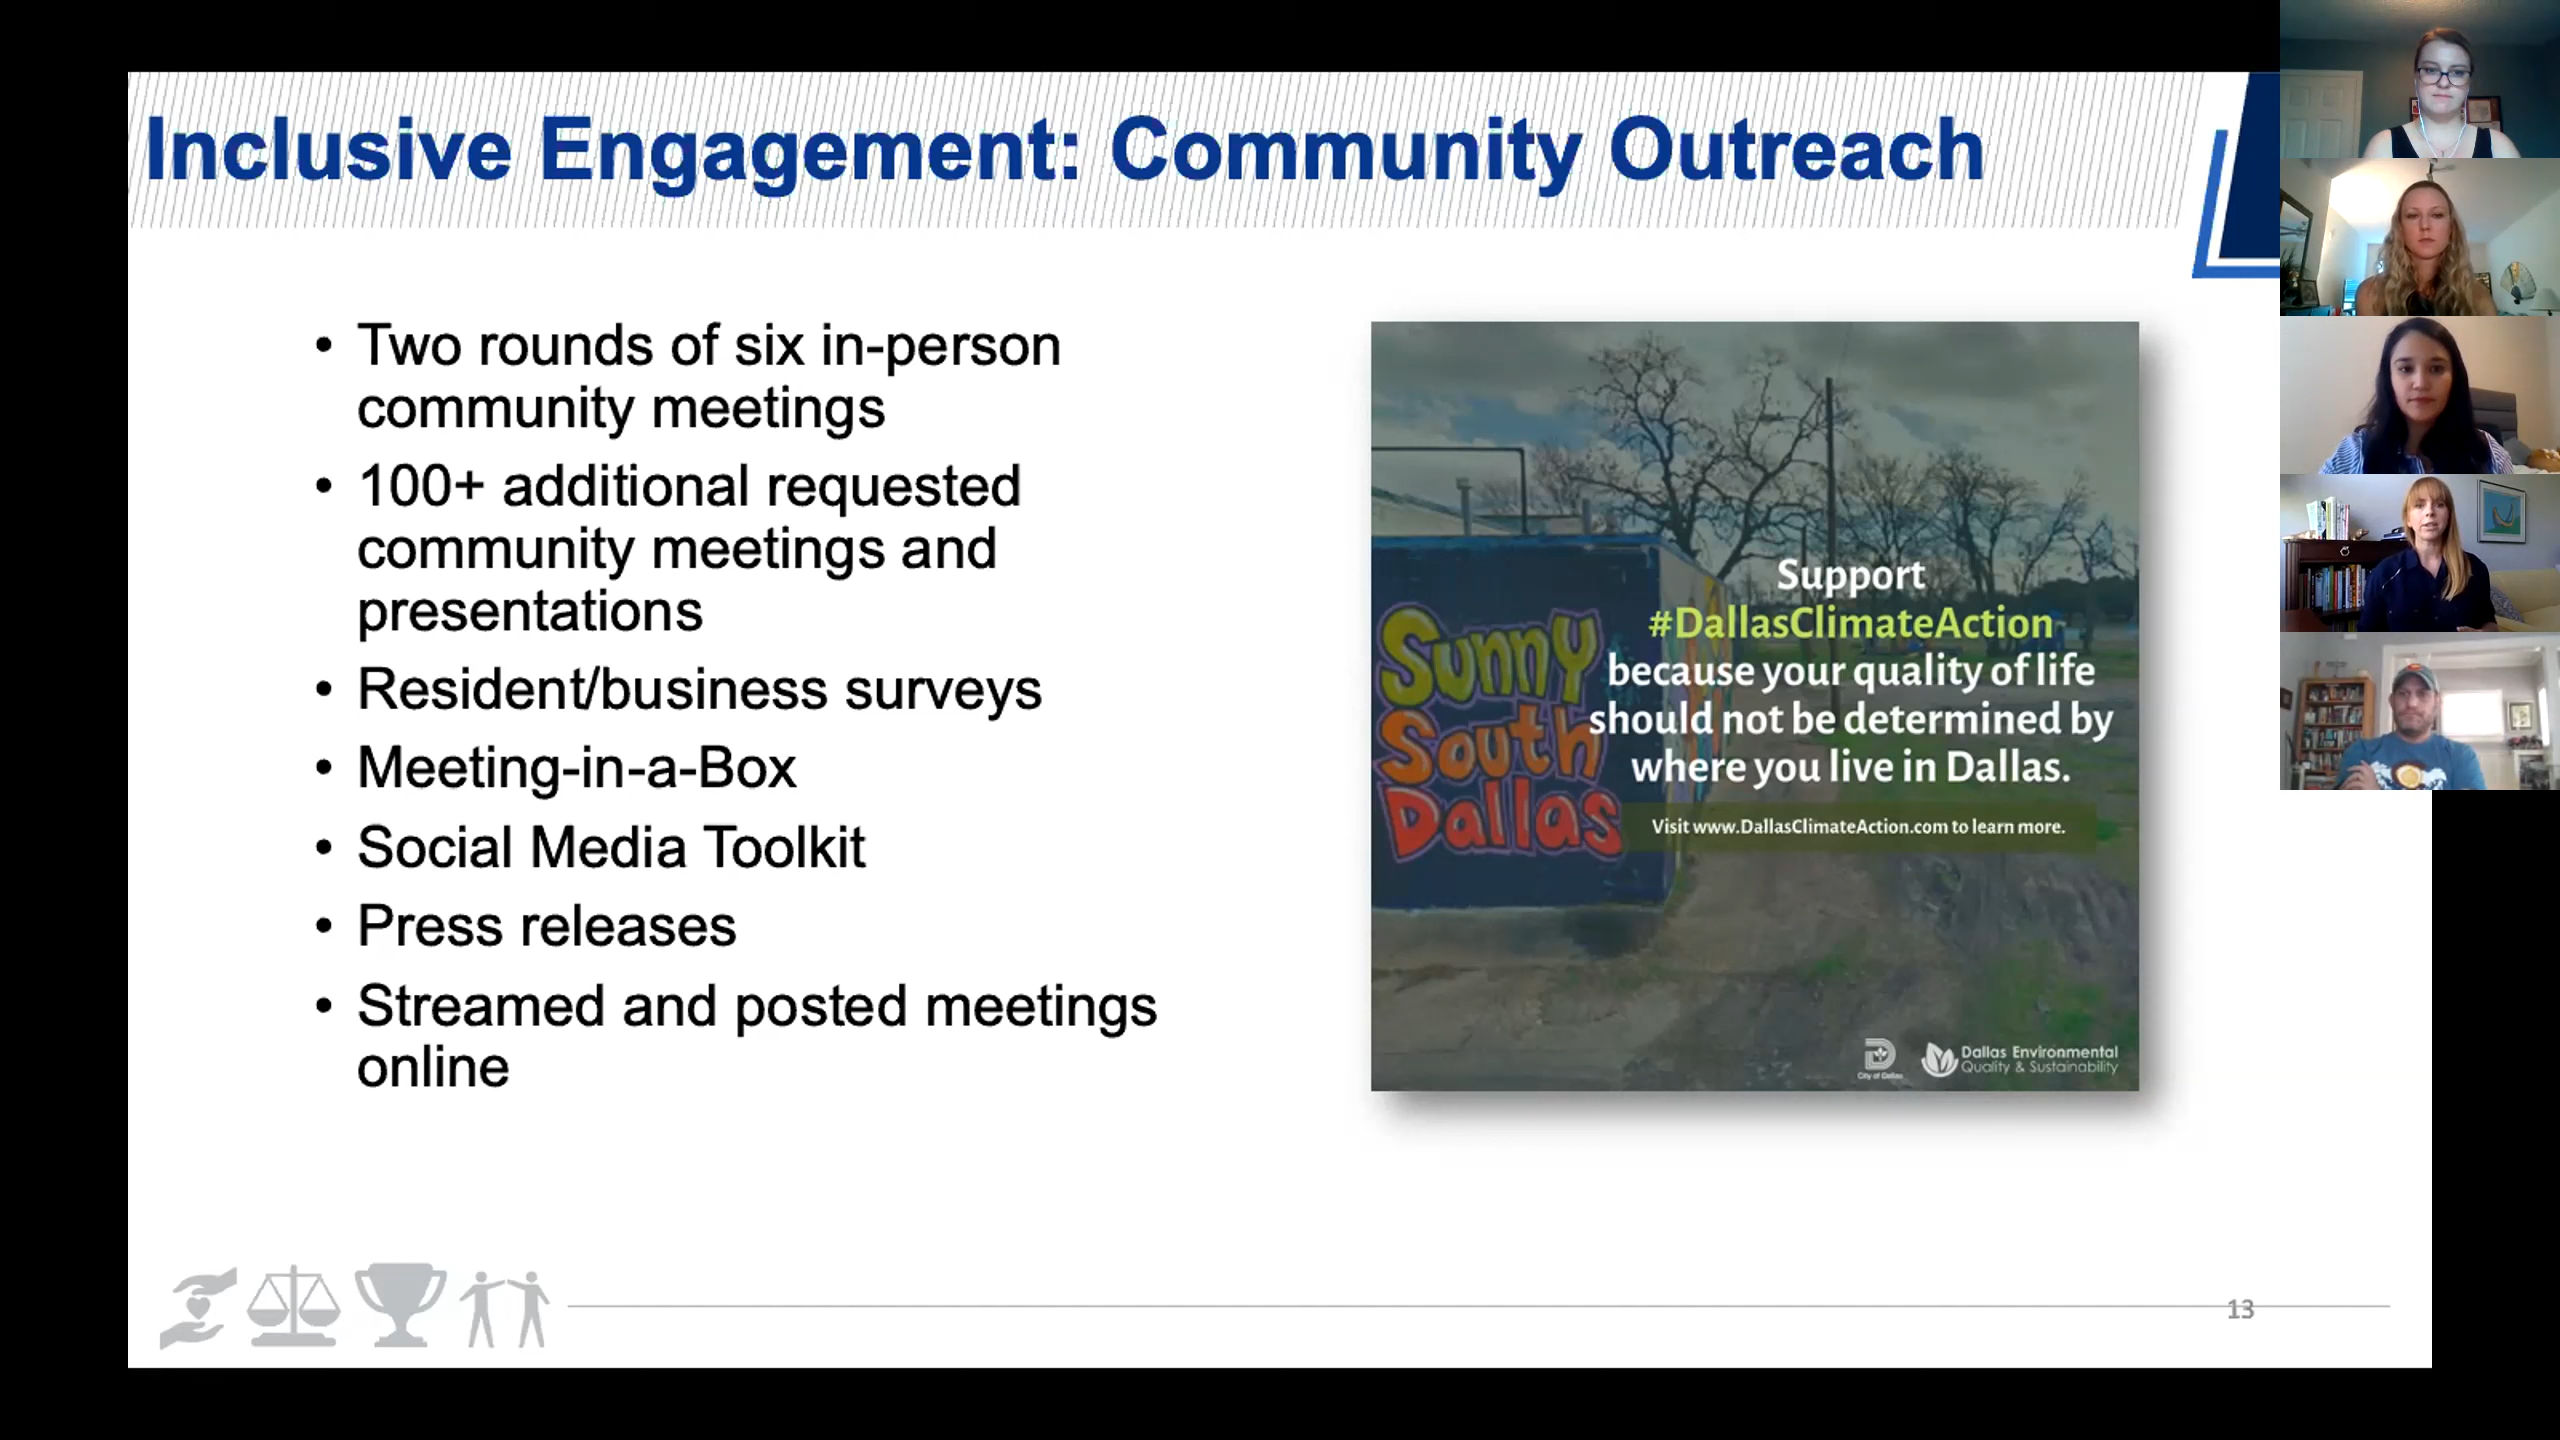 Inclusive Engagement: Community Outreach
• Two rounds of six in-person
community meetings
• 100+ additional requested
community meetings and
presentations
• Resident/business surveys
• Meeting-in-a-Box
• Social Media Toolkit
• Press releases
• Streamed and posted meetings
online
Sunny
South
Dallas
Support
#DallasClimateAction
because your quality of life
should not be determined by
where you live in Dallas.
Visit www.DallasClimateAction.com to learn more.
City of Dallas
Dallas Environmental
Quality & Sustainability
13